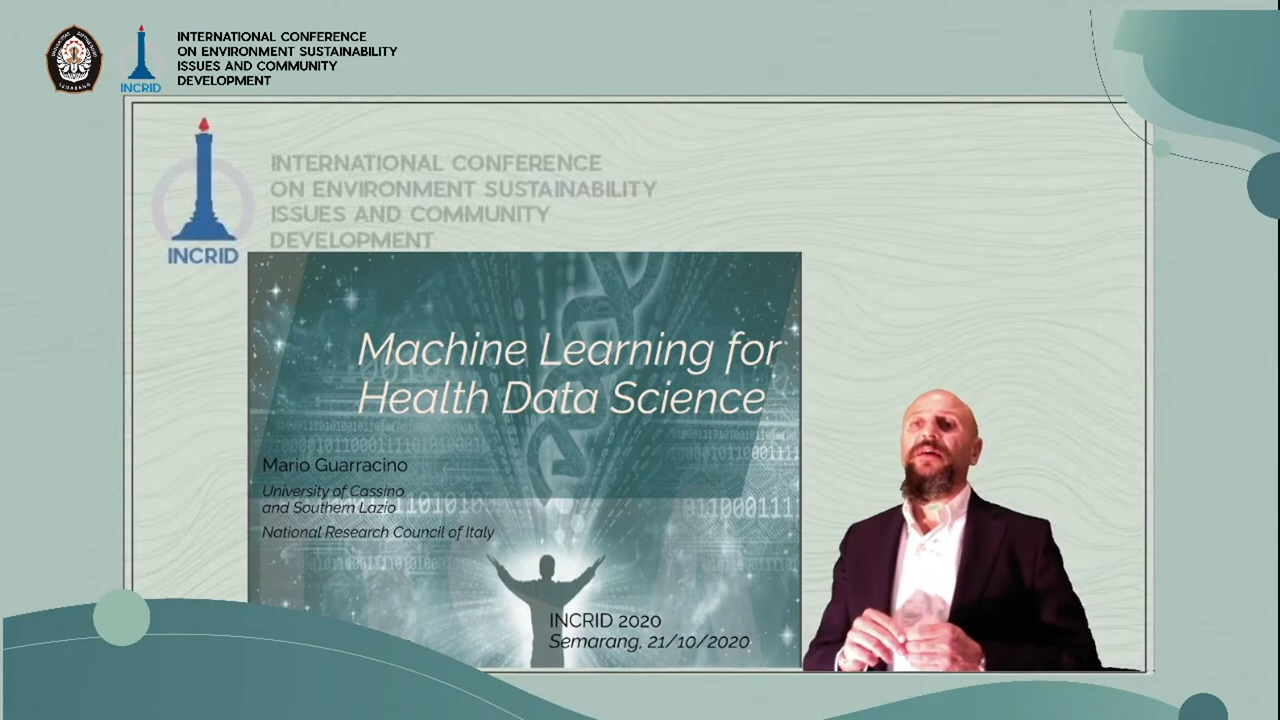 INTERNATIONAL CONFERENCE
ON ENVIRONMENT SUSTAINABILITY
ISSUES AND COMMUNITY
DEVELOPMENT
SEMARANG
INCRID
INTERNATIONAL CONFERENCE
ON ENVIRONMENT SUSTAINABILITY
ISSUES AND COMMUNITY
DEVELOPMENT
INCRID
Machine Learning for
Health Data Science
Mario Guarracino
University of Cassino
and Southern Lazio
National Research Council of Italy
INCRID 2020
Semarang, 21/10/2020